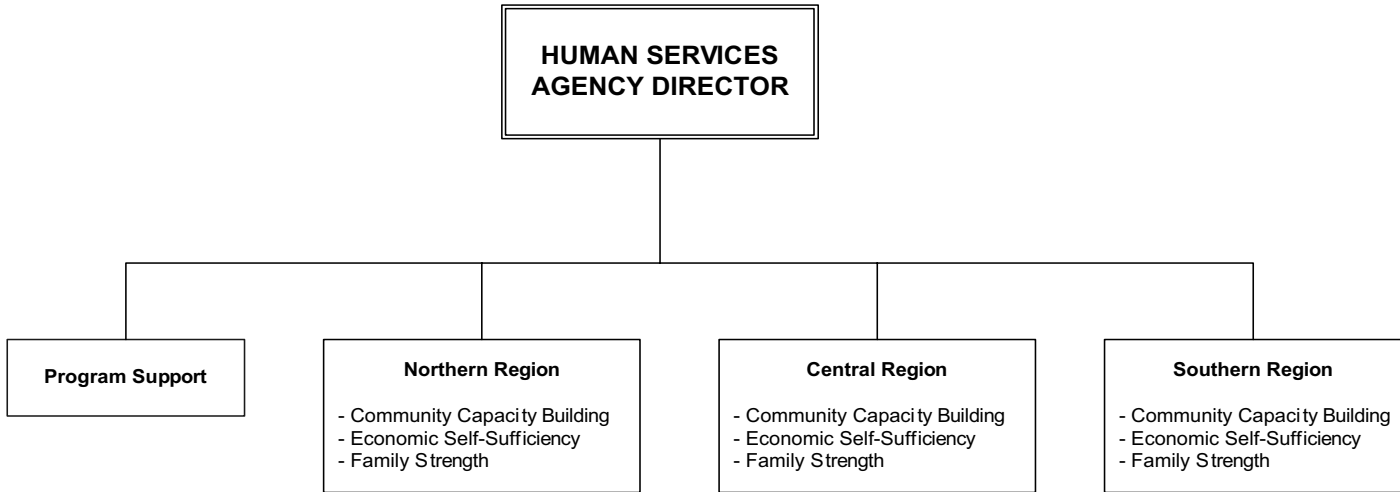 HUMAN SERVICES
AGENCY DIRECTOR
Program Support
Northern Region
- Community Capacity Building
- Economic Self-Sufficiency
- Family Strength
Central Region
- Community Capacity Building
- Economic Self-Sufficiency
- Family Strength
Southern Region
- Community Capacity Building
- Economic Self-Sufficiency
- Family Strength